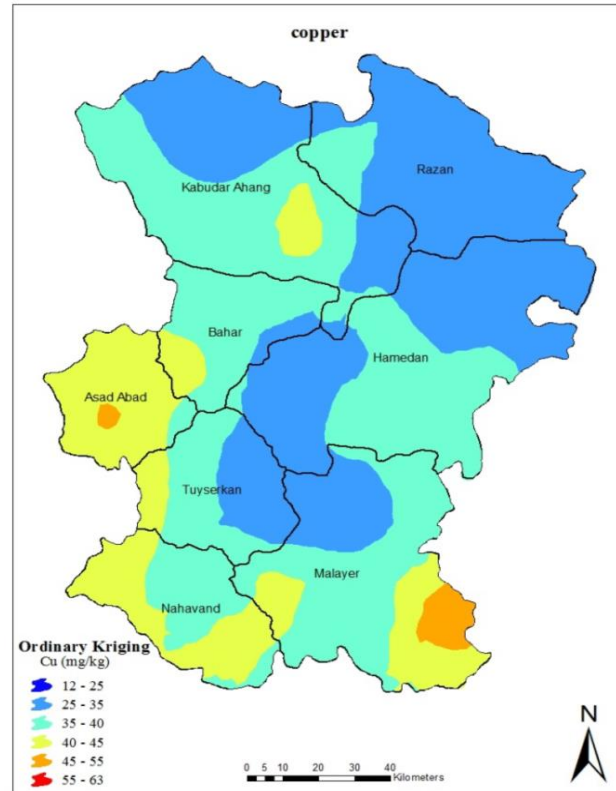 copper
Razan
Kabudar Ahang
Bahar
Hamedan
Asad Abad
Tuyserkan
Malayer
Nahavand
Ordinary Kriging
Cu (mg/kg)
12 - 25
25 - 35
35 - 40
40 - 45
45 - 55
55 - 63
0 5 10 20 30 40
Kilometers
N